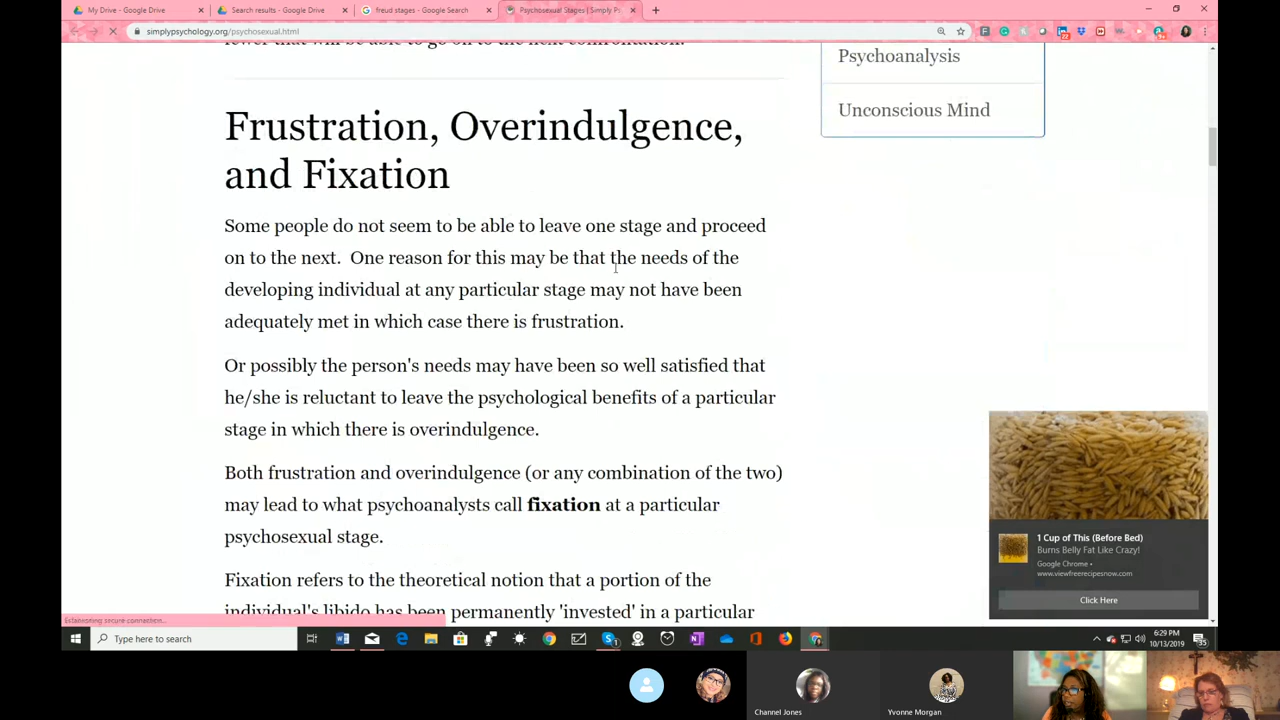 My Drive - Google Drive
Search results - Google Drive
freud stages - Google Search
Psychosexual Stages | Simply Ps
simplypsychology.org/psychosexual.html
Psychoanalysis
Unconscious Mind
Frustration, Overindulgence,
and Fixation
Some people do not seem to be able to leave one stage and proceed
on to the next.  One reason for this may be that the needs of the
developing individual at any particular stage may not have been
adequately met in which case there is frustration.
Or possibly the person's needs may have been so well satisfied that
he/she is reluctant to leave the psychological benefits of a particular
stage in which there is overindulgence.
Both frustration and overindulgence (or any combination of the two)
may lead to what psychoanalysts call fixation at a particular
psychosexual stage.
Fixation refers to the theoretical notion that a portion of the
individual's libido has been permanently 'invested' in a particular
1 Cup of This (Before Bed)
Burns Belly Fat Like Crazy!
Google Chrome •
www.viewfreerecipesnow.com
Click Here
Establishing secure connection...
Type here to search
6:29 PM
10/13/2019
35
Channel Jones
Yvonne Morgan